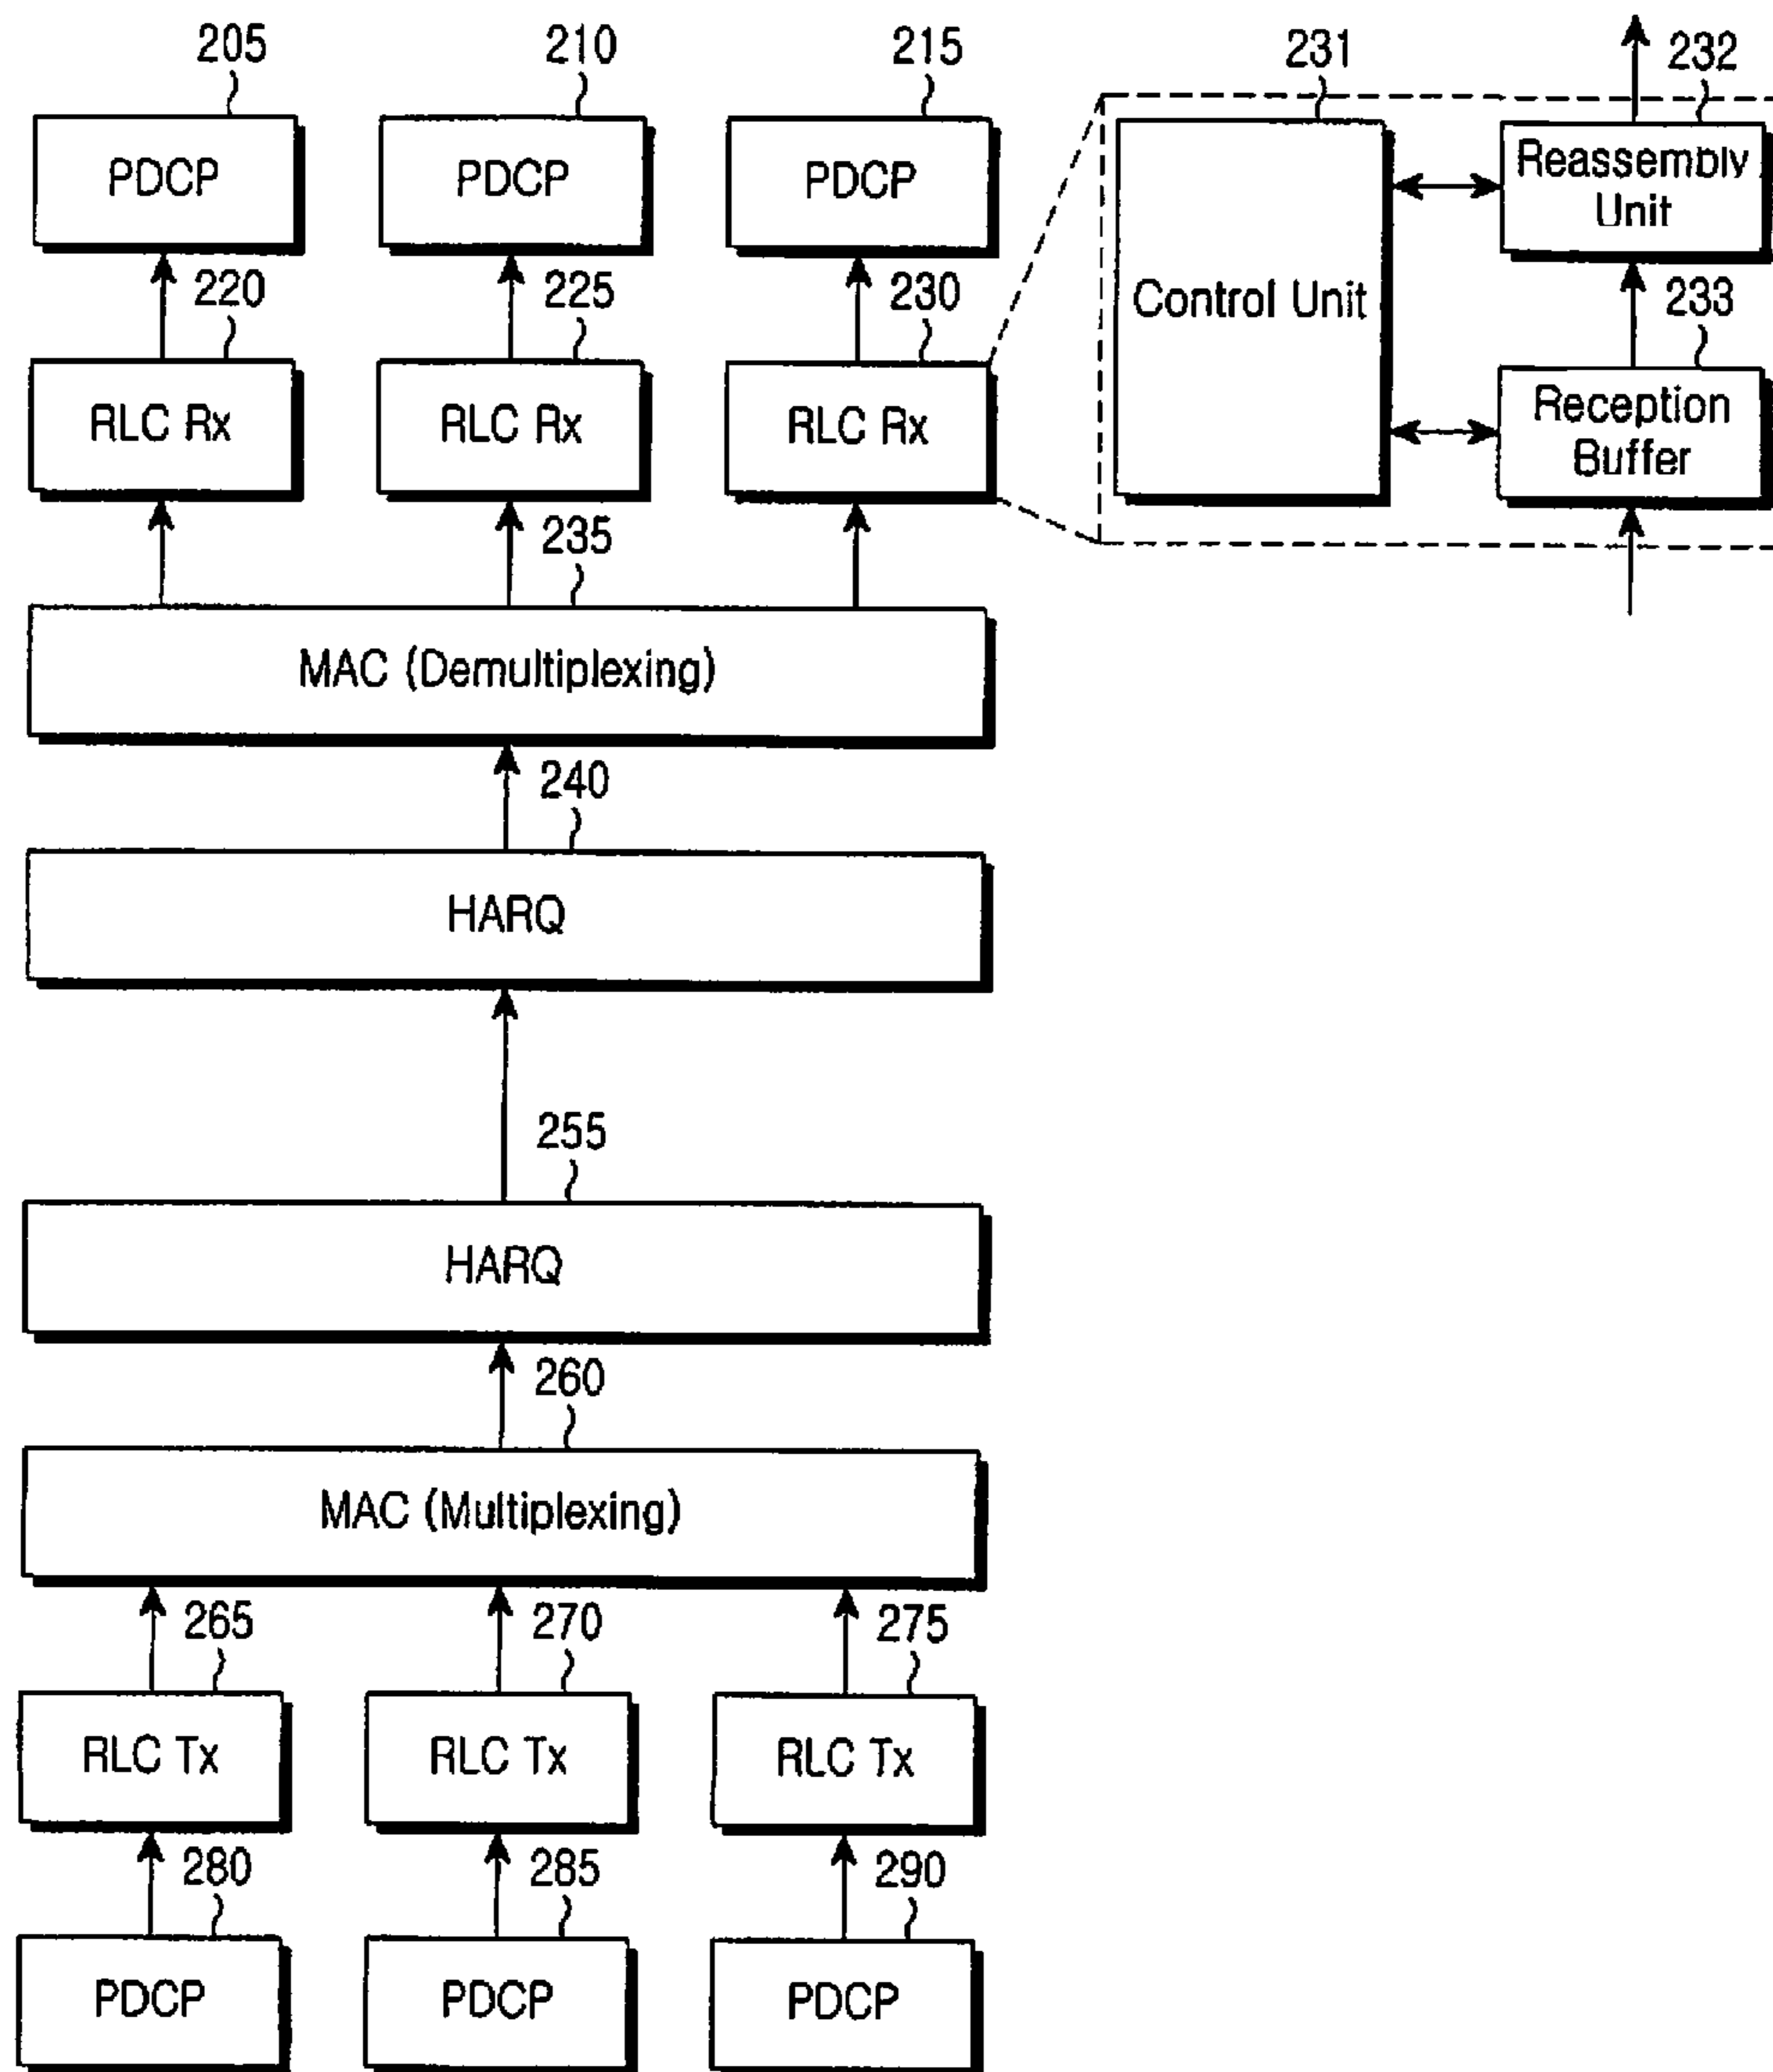 205 210 215 231 232
PDCP PDCP PDCP
Reassembly
Unit
220 225 230 Control Unit 233
RLC Rx RLC Rx RLC Rx
Reception
Buffer
235
MAC (Demultiplexing)
240
HARQ
255
HARQ
260
MAC (Multiplexing)
265 270 275
RLC Tx RLC Tx RLC Tx
280 285 290
PDCP PDCP PDCP